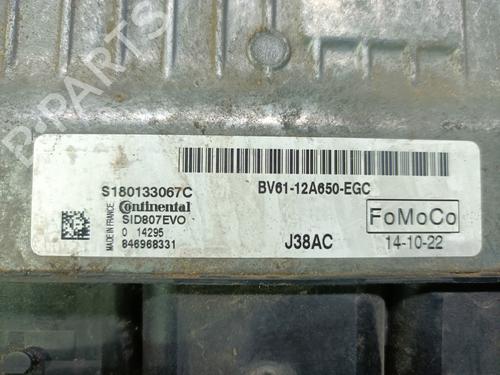 B-PARTS
S180133067C
BV61-12A650-EGC
Continental
SID807EVO
MADE IN FRANCE
0 14295
846968331
J38AC
FoMoCo
14-10-22